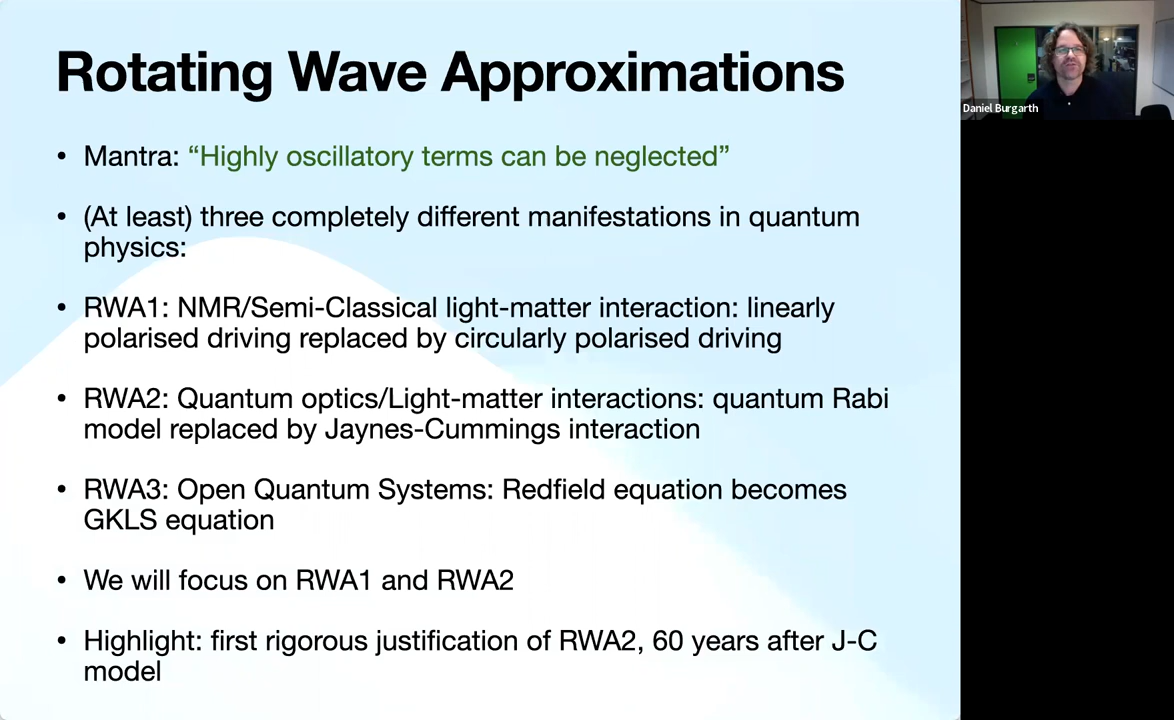 Rotating Wave Approximations
• Mantra: “Highly oscillatory terms can be neglected”
• (At least) three completely different manifestations in quantum
physics:
• RWA1: NMR/Semi-Classical light-matter interaction: linearly
polarised driving replaced by circularly polarised driving
• RWA2: Quantum optics/Light-matter interactions: quantum Rabi
model replaced by Jaynes-Cummings interaction
• RWA3: Open Quantum Systems: Redfield equation becomes
GKLS equation
• We will focus on RWA1 and RWA2
• Highlight: first rigorous justification of RWA2, 60 years after J-C
model
Daniel Burgarth